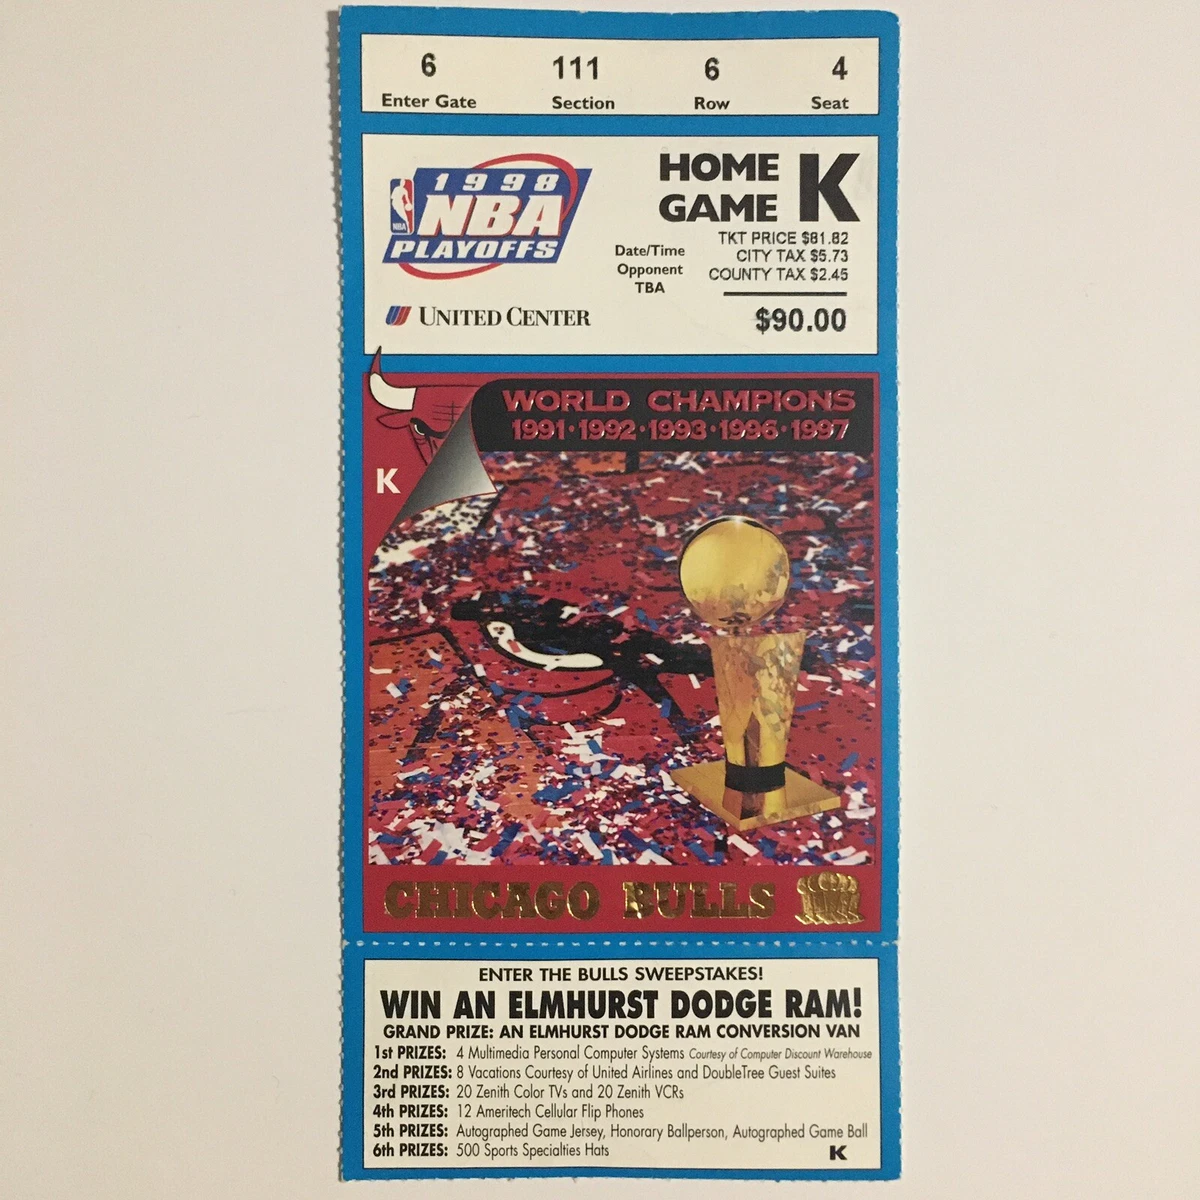 6 111 6 4
Enter Gate Section Row Seat
1998
NBA
NBA
PLAYOFFS
UNITED CENTER
HOME
GAME K
Date/Time
Opponent
TBA
TKT PRICE $81.82
CITY TAX $5.73
COUNTY TAX $2.45
$90.00
WORLD CHAMPIONS
1991·1992·1993·1996·1997
K
CHICAGO BULLS
ENTER THE BULLS SWEEPSTAKES!
WIN AN ELMHURST DODGE RAM!
GRAND PRIZE: AN ELMHURST DODGE RAM CONVERSION VAN
1st PRIZES: 4 Multimedia Personal Computer Systems Courtesy of Computer Discount Warehouse
2nd PRIZES: 8 Vacations Courtesy of United Airlines and DoubleTree Guest Suites
3rd PRIZES: 20 Zenith Color TVs and 20 Zenith VCRs
4th PRIZES: 12 Ameritech Cellular Flip Phones
5th PRIZES: Autographed Game Jersey, Honorary Ballperson, Autographed Game Ball
6th PRIZES: 500 Sports Specialties Hats
K